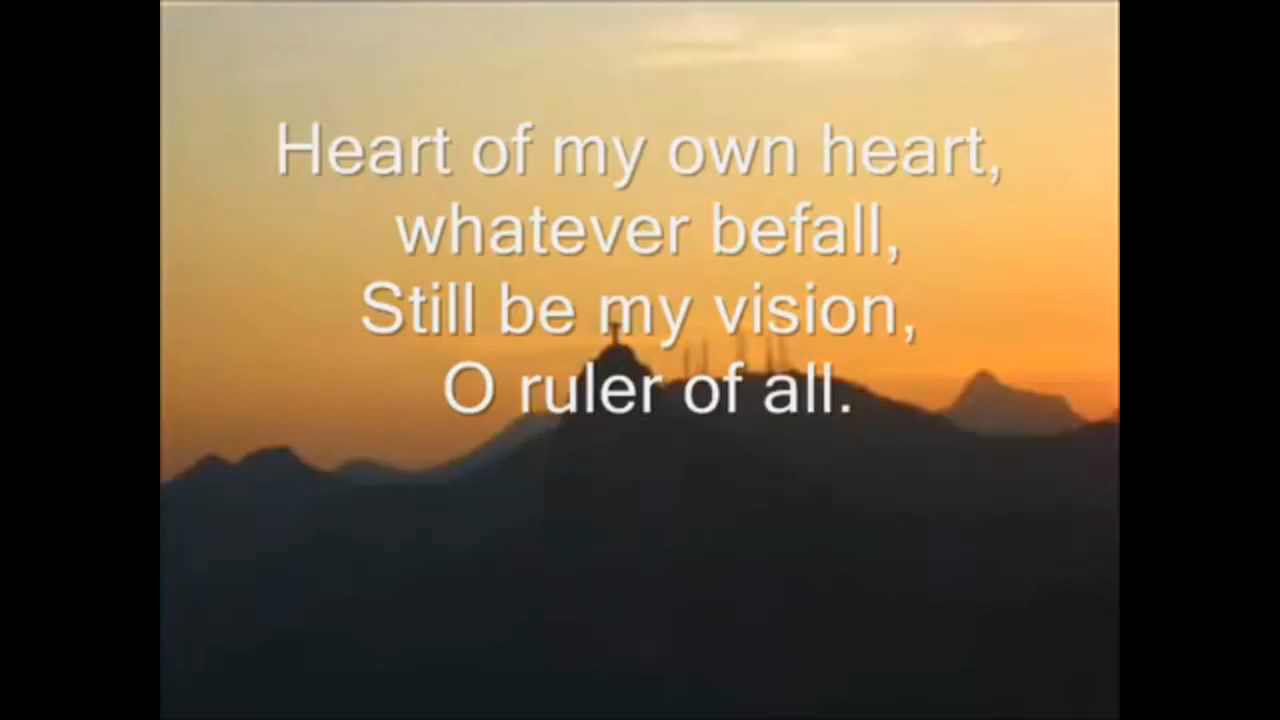 Heart of my own heart,
whatever befall,
Still be my vision,
O ruler of all.